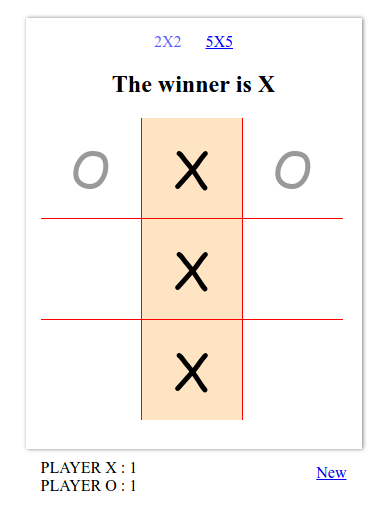 2X2 5X5
The winner is X
O X O
X
X
PLAYER X : 1
PLAYER O : 1
New